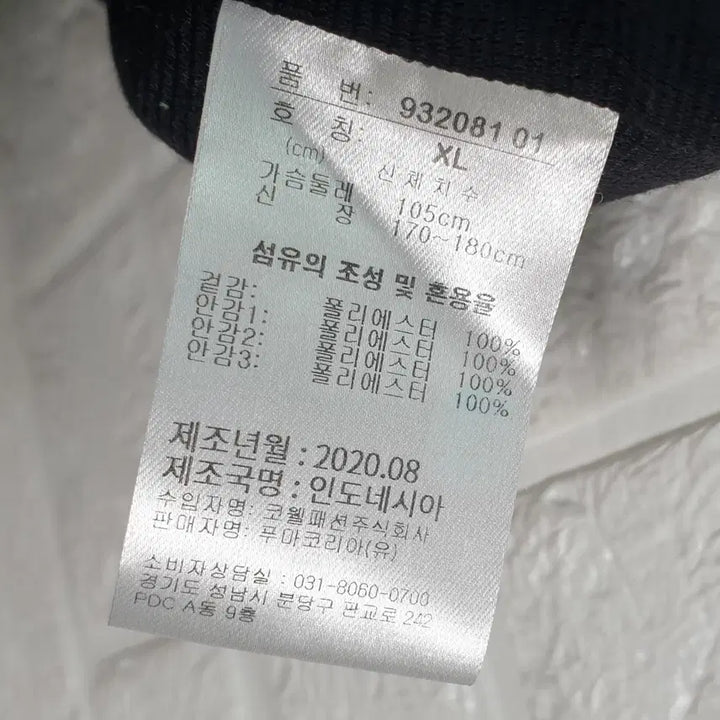 품 번: 932081 01
호 칭: XL
(cm) 신체치수
가슴둘레 105cm
신 장 170~180cm
섬유의 조성 및 혼용율
겉감: 폴리에스터 100%
안감1: 폴리에스터 100%
안감2: 폴리에스터 100%
안감3: 폴리에스터 100%
제조년월 : 2020.08
제조국명 : 인도네시아
수입자명: 코웰패션주식회사
판매자명: 푸마코리아(유)
소비자상담실 : 031-8060-0700
경기도 성남시 분당구 판교로 242
PDC A동 9층